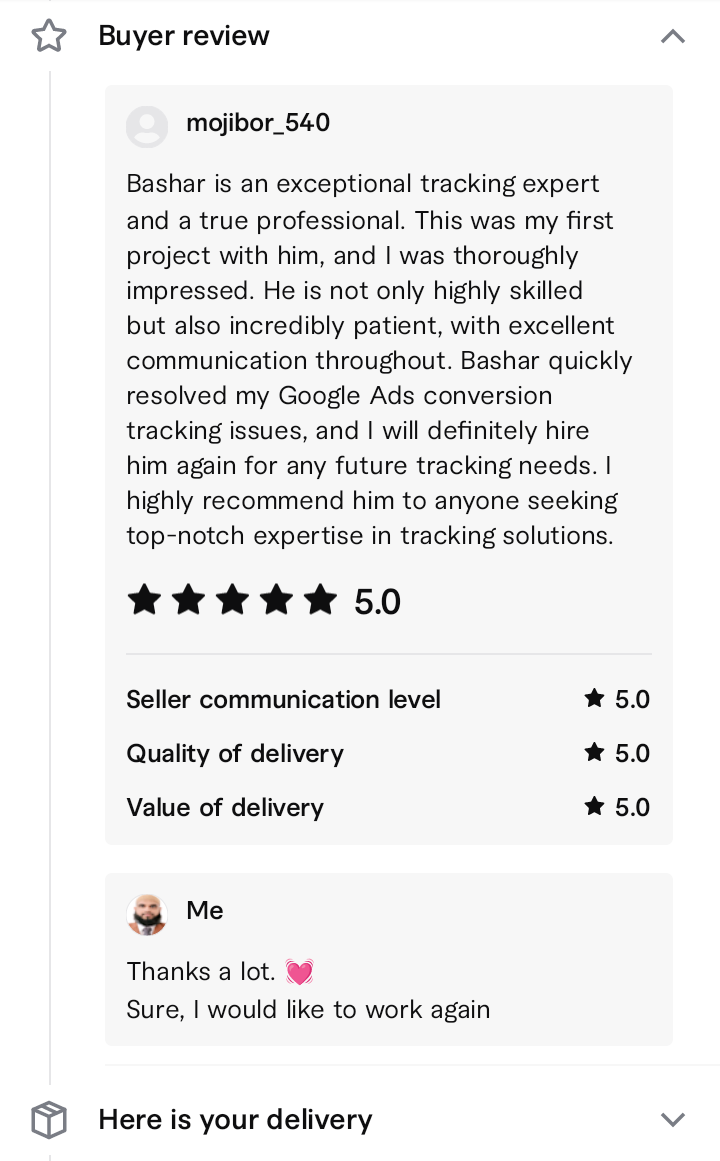 Buyer review
mojibor_540
Bashar is an exceptional tracking expert
and a true professional. This was my first
project with him, and I was thoroughly
impressed. He is not only highly skilled
but also incredibly patient, with excellent
communication throughout. Bashar quickly
resolved my Google Ads conversion
tracking issues, and I will definitely hire
him again for any future tracking needs. I
highly recommend him to anyone seeking
top-notch expertise in tracking solutions.
5.0
Seller communication level 5.0
Quality of delivery 5.0
Value of delivery 5.0
Me
Thanks a lot. 💓
Sure, I would like to work again
Here is your delivery